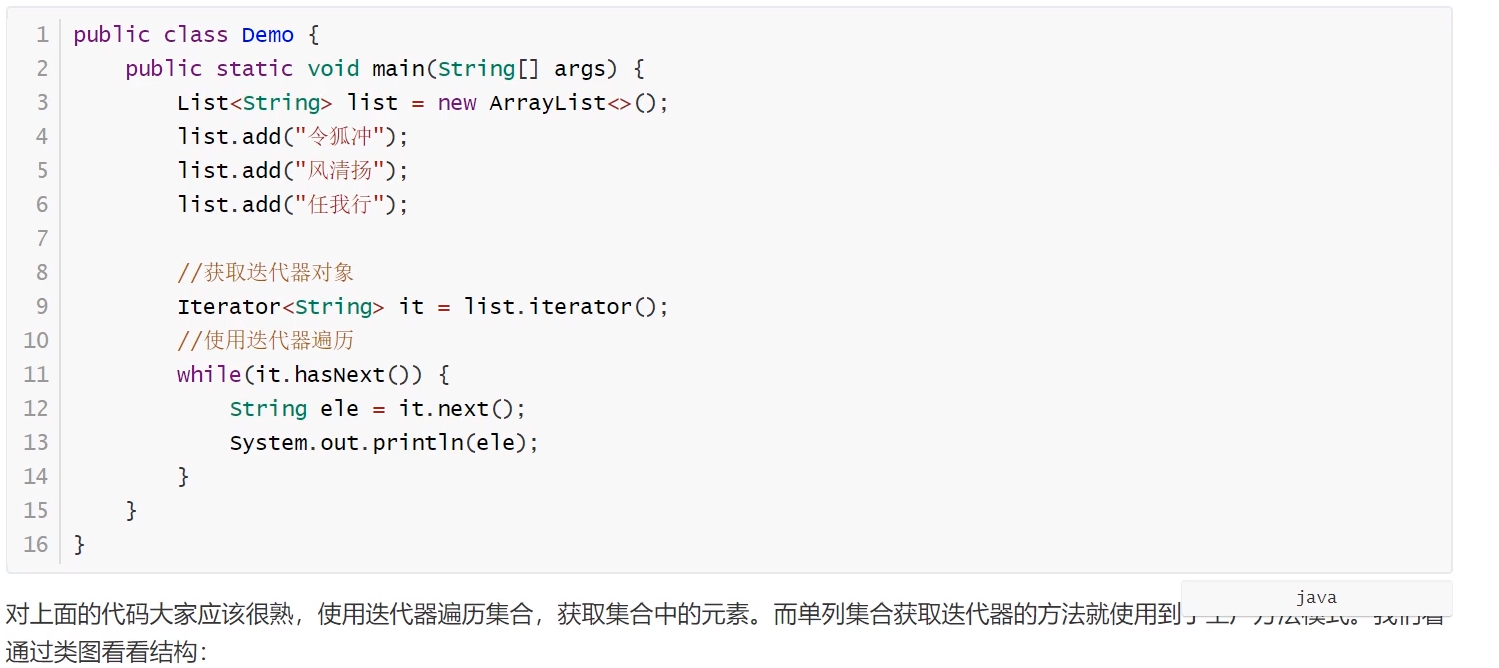 1 public class Demo {
2     public static void main(String[] args) {
3         List<String> list = new ArrayList<>();
4         list.add("令狐冲");
5         list.add("风清扬");
6         list.add("任我行");
7
8         //获取迭代器对象
9         Iterator<String> it = list.iterator();
10         //使用迭代器遍历
11         while(it.hasNext()) {
12             String ele = it.next();
13             System.out.println(ele);
14         }
15     }
16 }
java
对上面的代码大家应该很熟，使用迭代器遍历集合，获取集合中的元素。而单列集合获取迭代器的方法就使用到了工厂方法模式。我们看
通过类图看看结构：